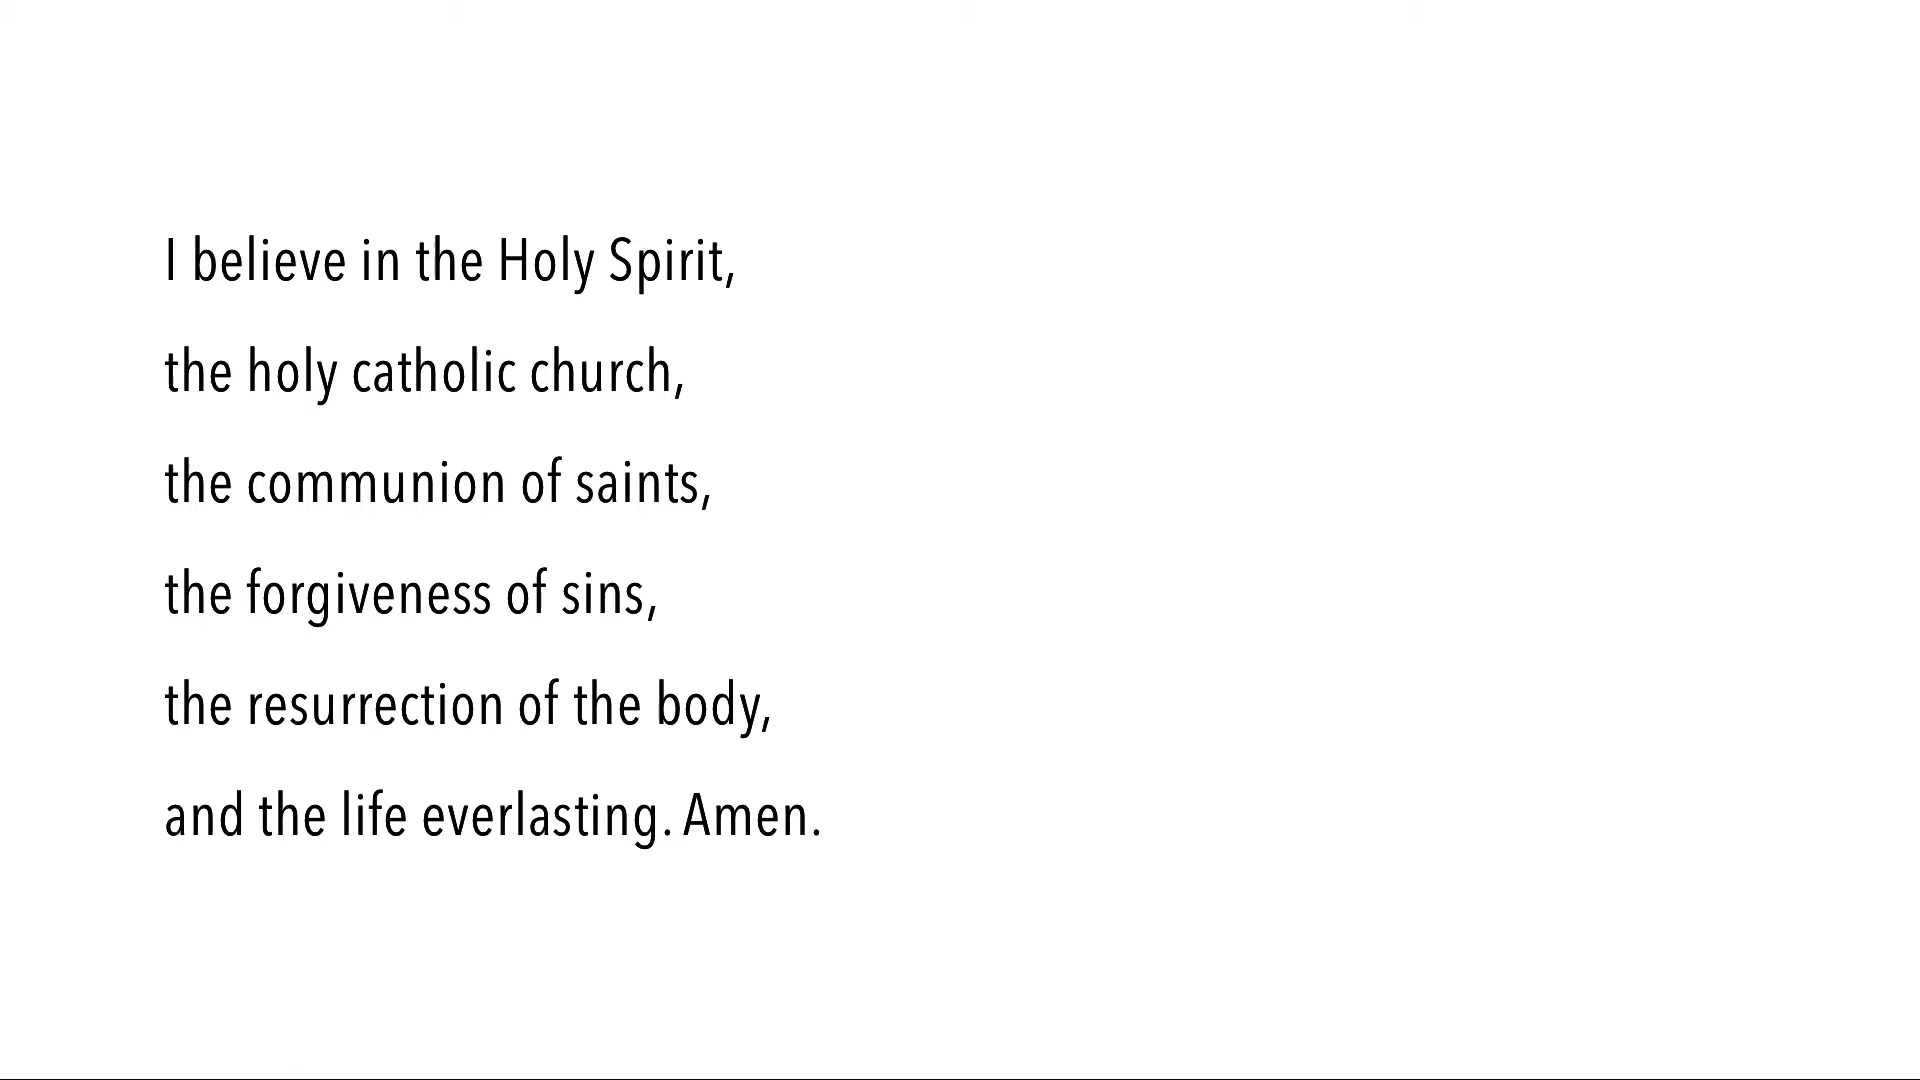 I believe in the Holy Spirit,
the holy catholic church,
the communion of saints,
the forgiveness of sins,
the resurrection of the body,
and the life everlasting. Amen.